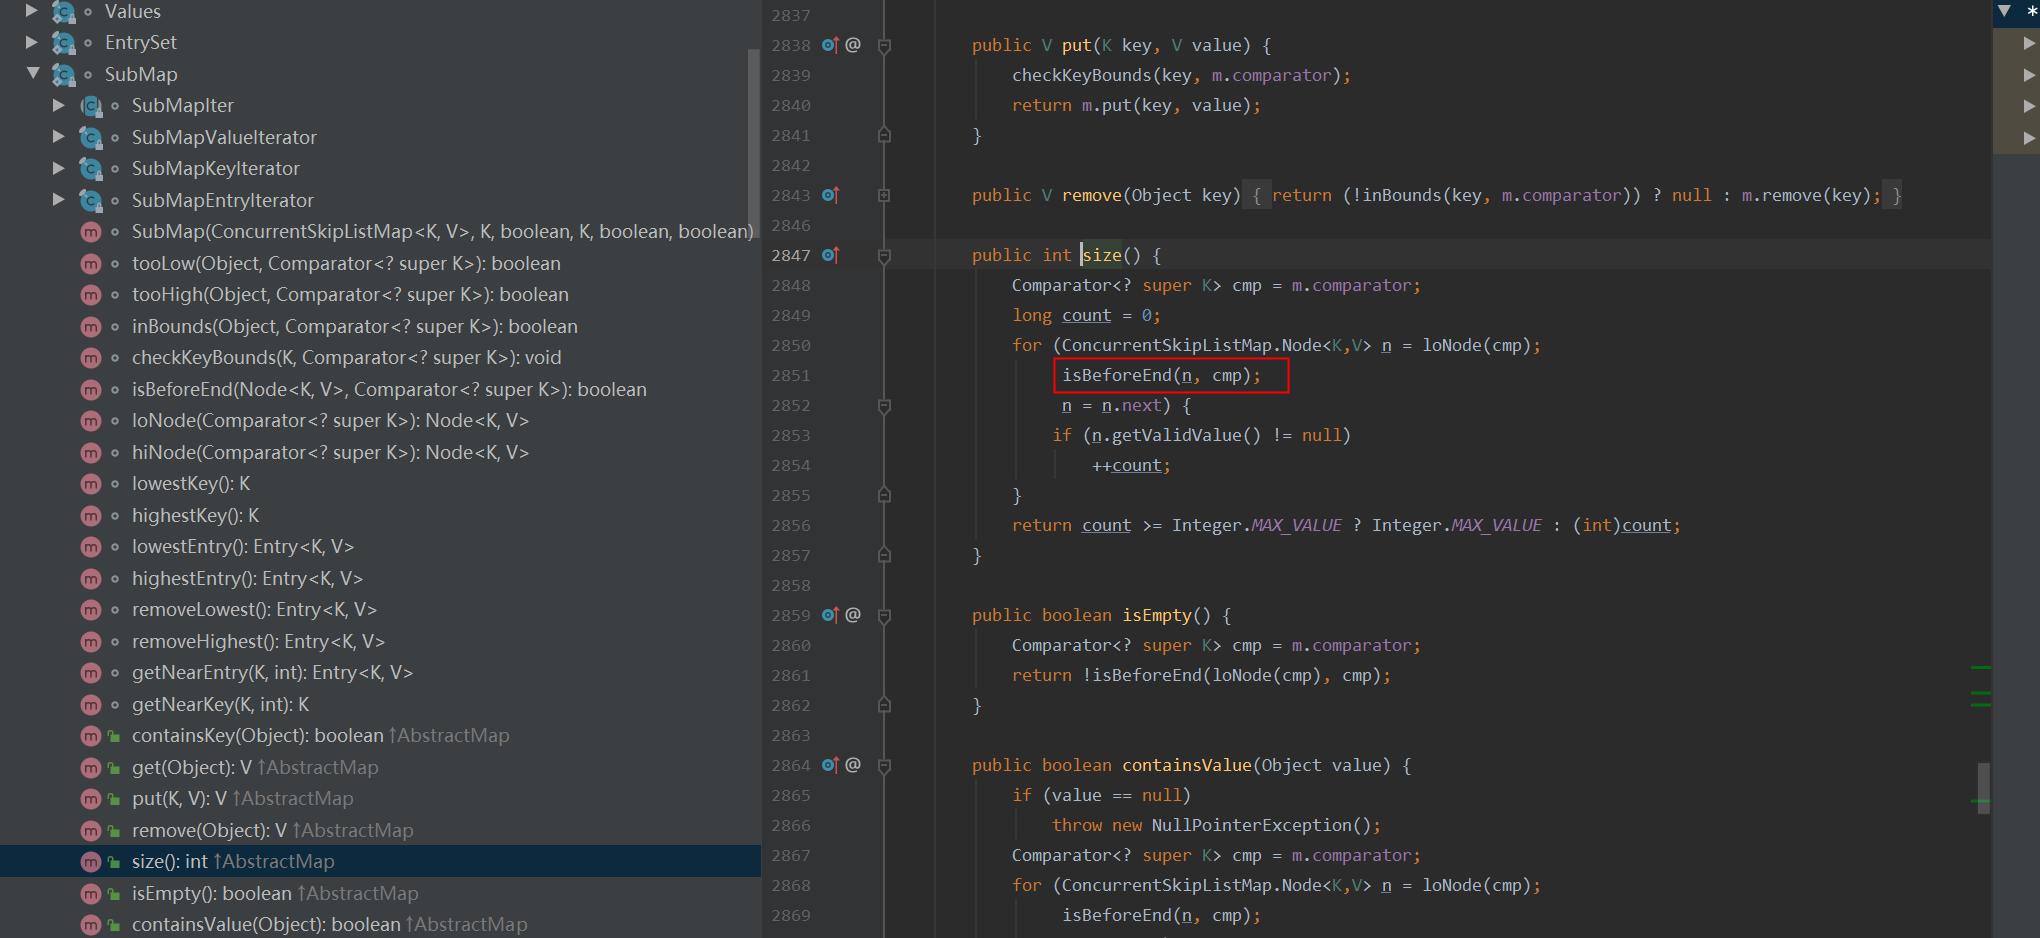 Values
EntrySet
SubMap
SubMapIter
SubMapValueIterator
SubMapKeyIterator
SubMapEntryIterator
SubMap(ConcurrentSkipListMap<K, V>, K, boolean, K, boolean, boolean)
tooLow(Object, Comparator<? super K>): boolean
tooHigh(Object, Comparator<? super K>): boolean
inBounds(Object, Comparator<? super K>): boolean
checkKeyBounds(K, Comparator<? super K>): void
isBeforeEnd(Node<K, V>, Comparator<? super K>): boolean
loNode(Comparator<? super K>): Node<K, V>
hiNode(Comparator<? super K>): Node<K, V>
lowestKey(): K
highestKey(): K
lowestEntry(): Entry<K, V>
highestEntry(): Entry<K, V>
removeLowest(): Entry<K, V>
removeHighest(): Entry<K, V>
getNearEntry(K, int): Entry<K, V>
getNearKey(K, int): K
containsKey(Object): boolean ↑AbstractMap
get(Object): V ↑AbstractMap
put(K, V): V ↑AbstractMap
remove(Object): V ↑AbstractMap
size(): int ↑AbstractMap
isEmpty(): boolean ↑AbstractMap
containsValue(Object): boolean ↑AbstractMap
2837
2838 @ public V put(K key, V value) {
2839 checkKeyBounds(key, m.comparator);
2840 return m.put(key, value);
2841 }
2842
2843 public V remove(Object key) { return (!inBounds(key, m.comparator)) ? null : m.remove(key); }
2846
2847 public int size() {
2848 Comparator<? super K> cmp = m.comparator;
2849 long count = 0;
2850 for (ConcurrentSkipListMap.Node<K,V> n = loNode(cmp);
2851 isBeforeEnd(n, cmp);
2852 n = n.next) {
2853 if (n.getValidValue() != null)
2854 ++count;
2855 }
2856 return count >= Integer.MAX_VALUE ? Integer.MAX_VALUE : (int)count;
2857 }
2858
2859 @ public boolean isEmpty() {
2860 Comparator<? super K> cmp = m.comparator;
2861 return !isBeforeEnd(loNode(cmp), cmp);
2862 }
2863
2864 @ public boolean containsValue(Object value) {
2865 if (value == null)
2866 throw new NullPointerException();
2867 Comparator<? super K> cmp = m.comparator;
2868 for (ConcurrentSkipListMap.Node<K,V> n = loNode(cmp);
2869 isBeforeEnd(n, cmp);